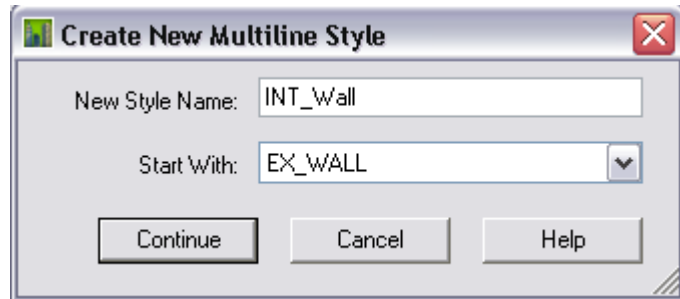 Create New Multiline Style
New Style Name: INT_Wall
Start With: EX_WALL
Continue Cancel Help